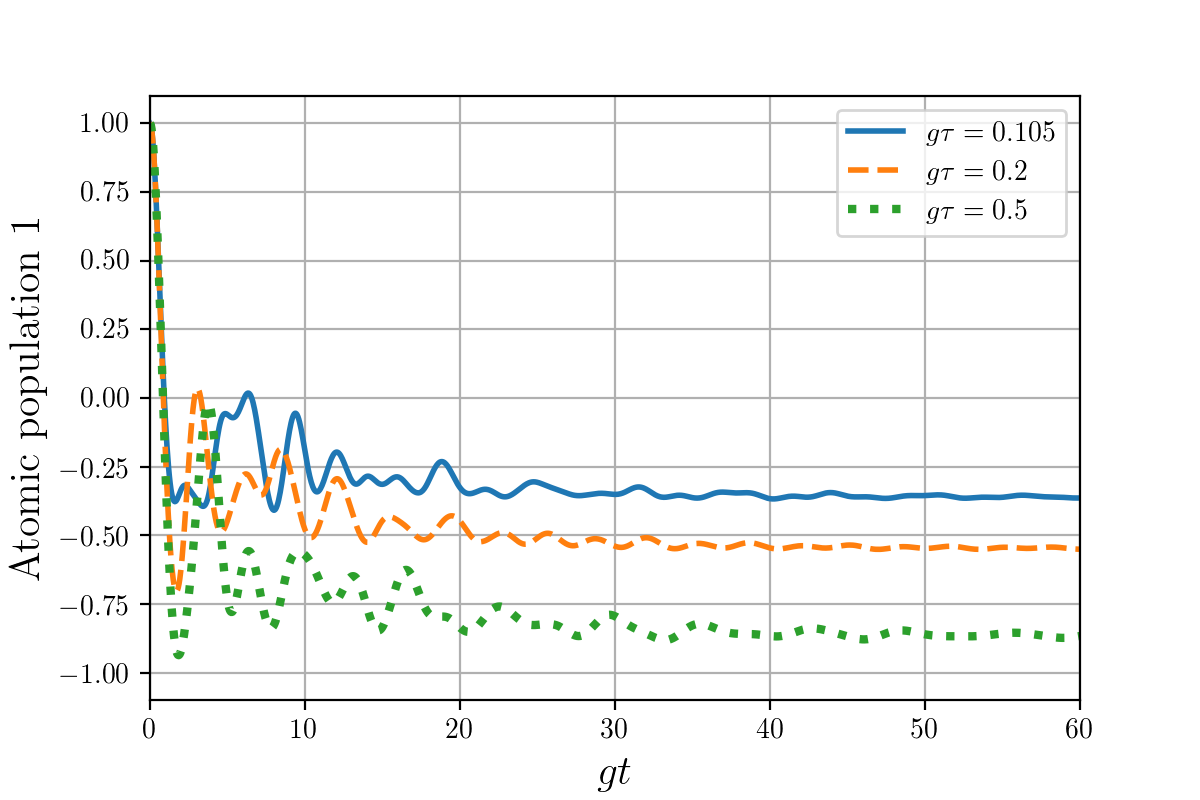 1.00
0.75
0.50
0.25
0.00
−0.25
−0.50
−0.75
−1.00
Atomic population 1
0 10 20 30 40 50 60
gt
gτ = 0.105
gτ = 0.2
gτ = 0.5